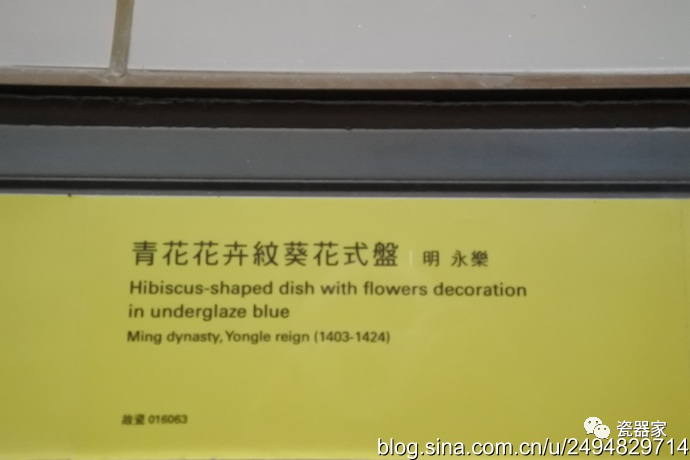 青花花卉紋葵花式盤 | 明 永樂
Hibiscus-shaped dish with flowers decoration
in underglaze blue
Ming dynasty, Yongle reign (1403-1424)
故瓷 016063
瓷器家
blog.sina.com.cn/u/2494829714